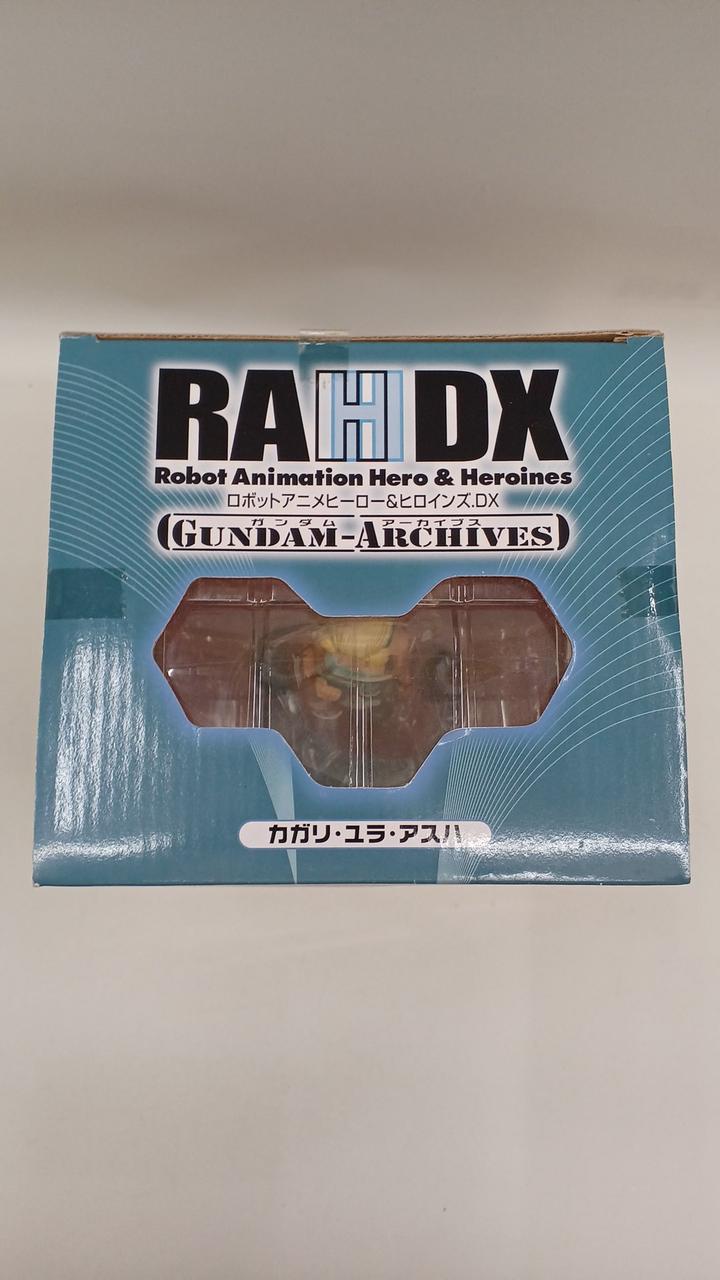 RAHDX
Robot Animation Hero & Heroines
ロボットアニメヒーロー&ヒロインズ.DX
ガンダム アーカイブス
(GUNDAM-ARCHIVES)
カガリ・ユラ・アスハ